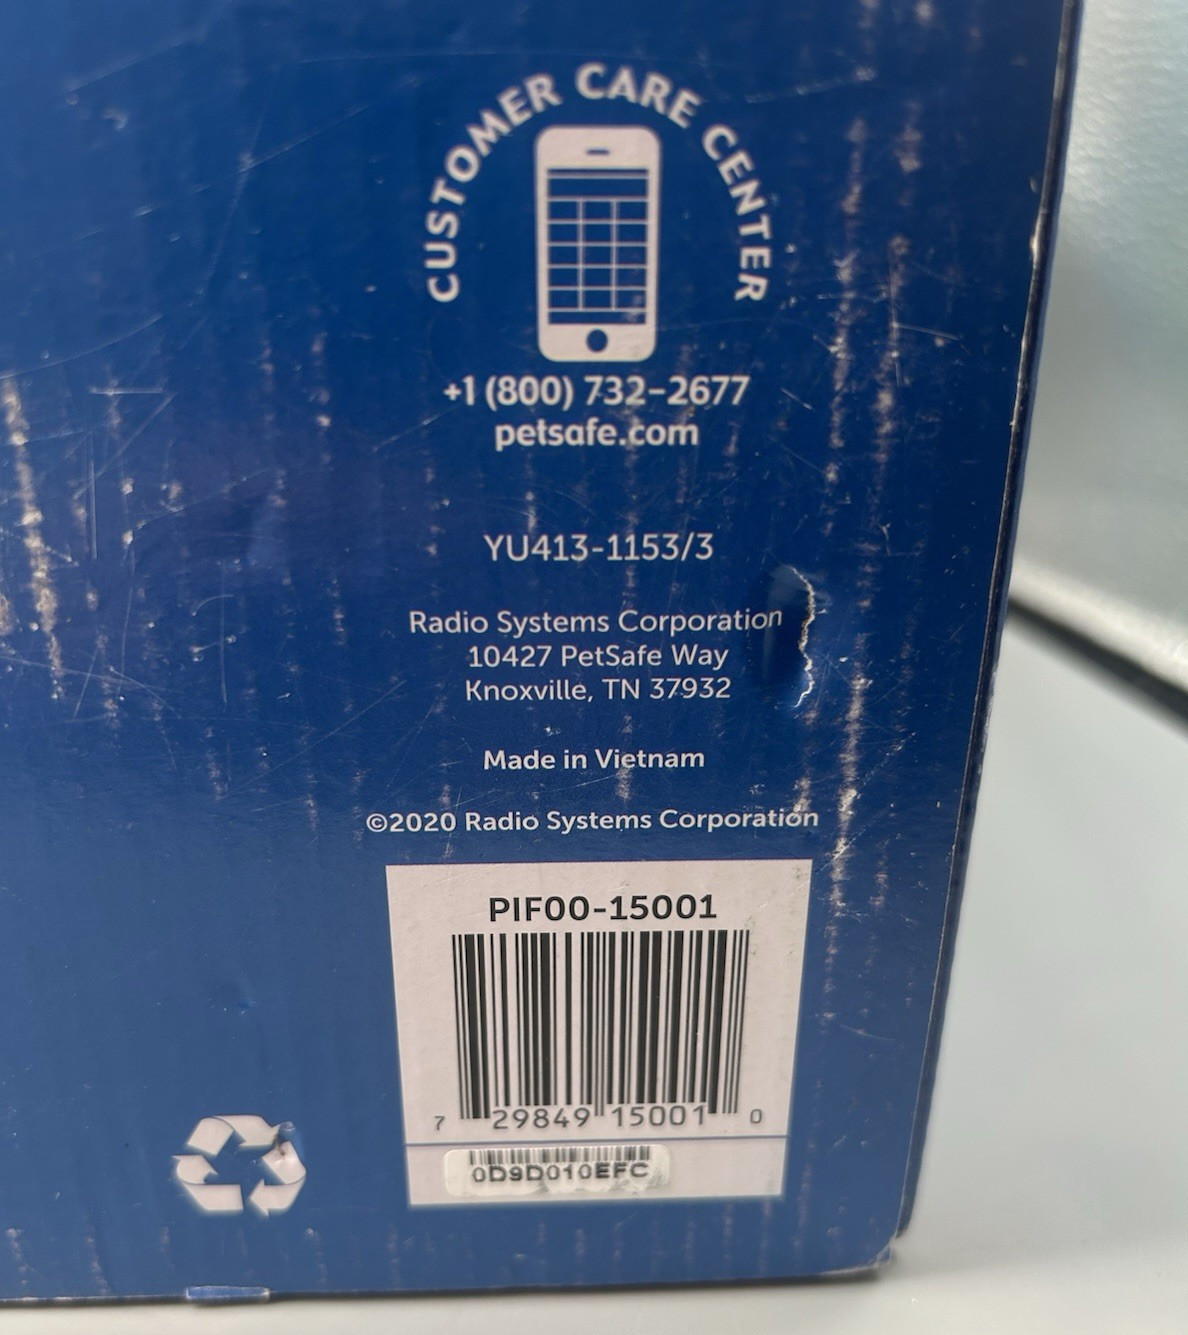 CUSTOMER CARE CENTER
+1 (800) 732-2677
petsafe.com
YU413-1153/3
Radio Systems Corporation
10427 PetSafe Way
Knoxville, TN 37932
Made in Vietnam
©2020 Radio Systems Corporation
PIF00-15001
7 29849 15001 0
0D9D010EFC